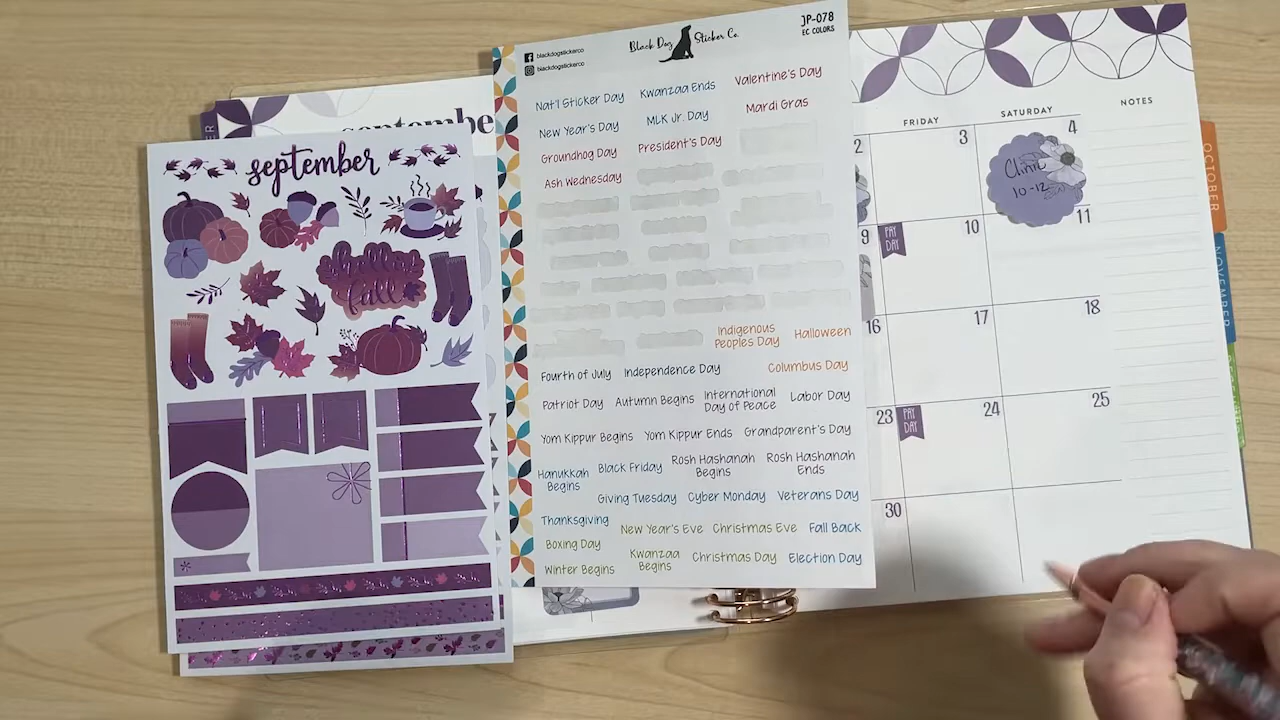 september
hello
fall
septembe
Black Dog Sticker Co.
blackdogstickerco
blackdogstickerco
JP-078
EC COLORS
Nat'l Sticker Day Kwanzaa Ends Valentine's Day
New Year's Day MLK Jr. Day Mardi Gras
Groundhog Day President's Day
Ash Wednesday
Indigenous
Peoples Day Halloween
Fourth of July Independence Day Columbus Day
Patriot Day Autumn Begins International
Day of Peace Labor Day
Yom Kippur Begins Yom Kippur Ends Grandparent's Day
Hanukkah
Begins Black Friday Rosh Hashanah
Begins Rosh Hashanah
Ends
Giving Tuesday Cyber Monday Veterans Day
Thanksgiving New Year's Eve Christmas Eve Fall Back
Boxing Day Kwanzaa
Begins Christmas Day Election Day
Winter Begins
FRIDAY SATURDAY NOTES
2 3 4
Clinic
10-12
9 PAY
DAY 10 11
16 17 18
23 PAY
DAY 24 25
30
OCTOBER
NOVEMBER